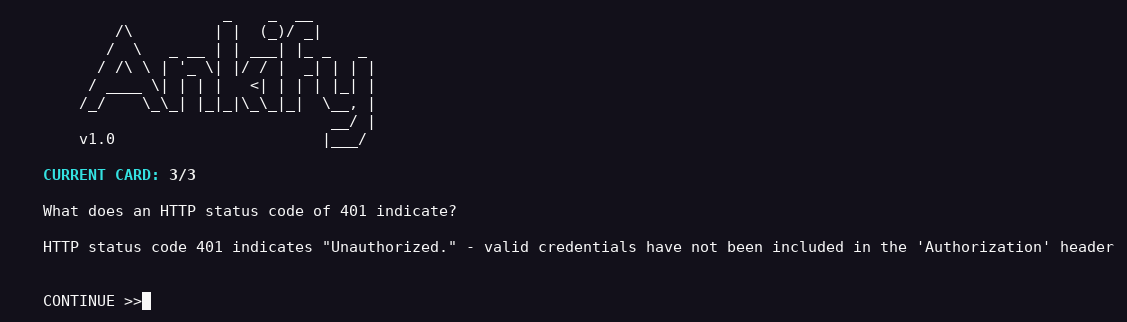 Ankify
v1.0
CURRENT CARD: 3/3
What does an HTTP status code of 401 indicate?
HTTP status code 401 indicates "Unauthorized." - valid credentials have not been included in the 'Authorization' header
CONTINUE >>